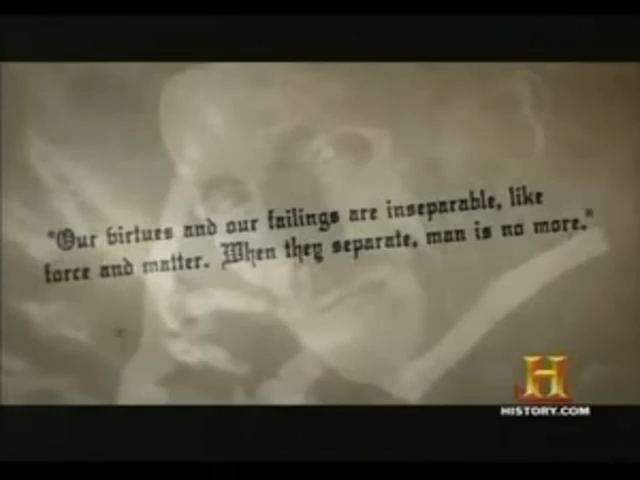 "Our virtues and our failings are inseparable, like
force and matter. When they separate, man is no more."
H
HISTORY.COM